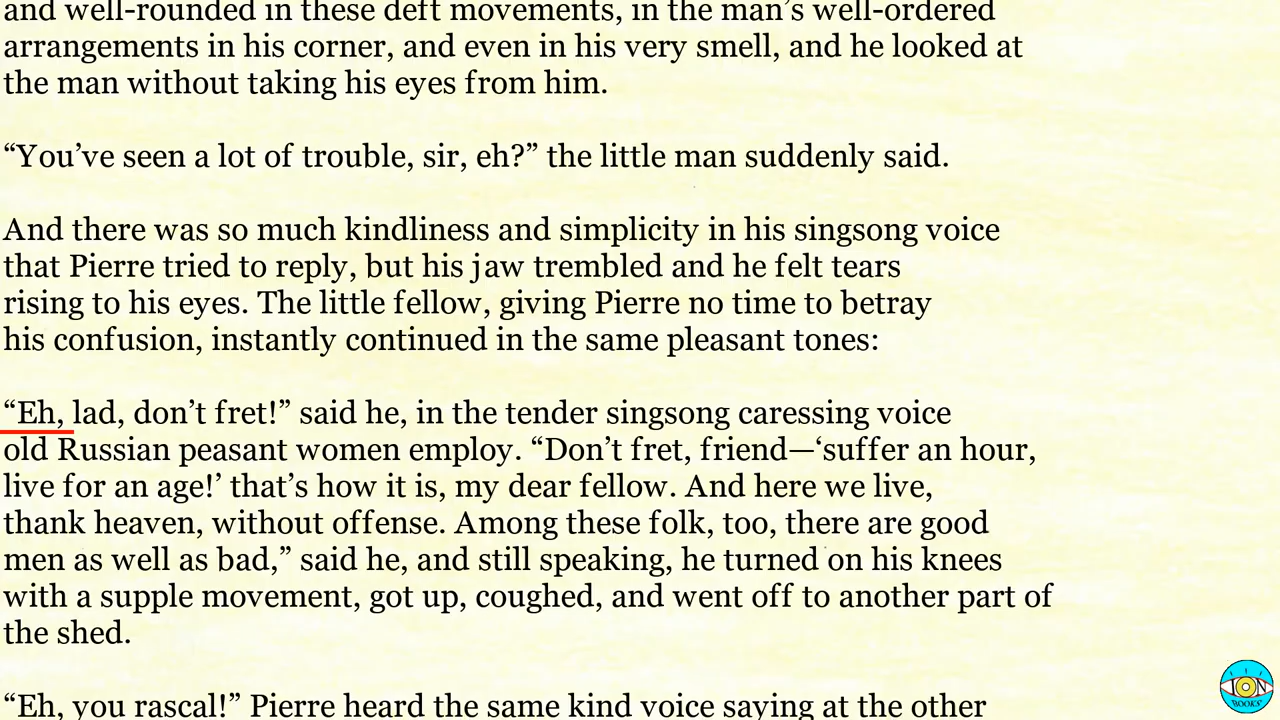 and well-rounded in these deft movements, in the man’s well-ordered
arrangements in his corner, and even in his very smell, and he looked at
the man without taking his eyes from him.
“You’ve seen a lot of trouble, sir, eh?” the little man suddenly said.
And there was so much kindliness and simplicity in his singsong voice
that Pierre tried to reply, but his jaw trembled and he felt tears
rising to his eyes. The little fellow, giving Pierre no time to betray
his confusion, instantly continued in the same pleasant tones:
“Eh, lad, don’t fret!” said he, in the tender singsong caressing voice
old Russian peasant women employ. “Don’t fret, friend—‘suffer an hour,
live for an age!’ that’s how it is, my dear fellow. And here we live,
thank heaven, without offense. Among these folk, too, there are good
men as well as bad,” said he, and still speaking, he turned on his knees
with a supple movement, got up, coughed, and went off to another part of
the shed.
“Eh, you rascal!” Pierre heard the same kind voice saying at the other
ION
BOOKS